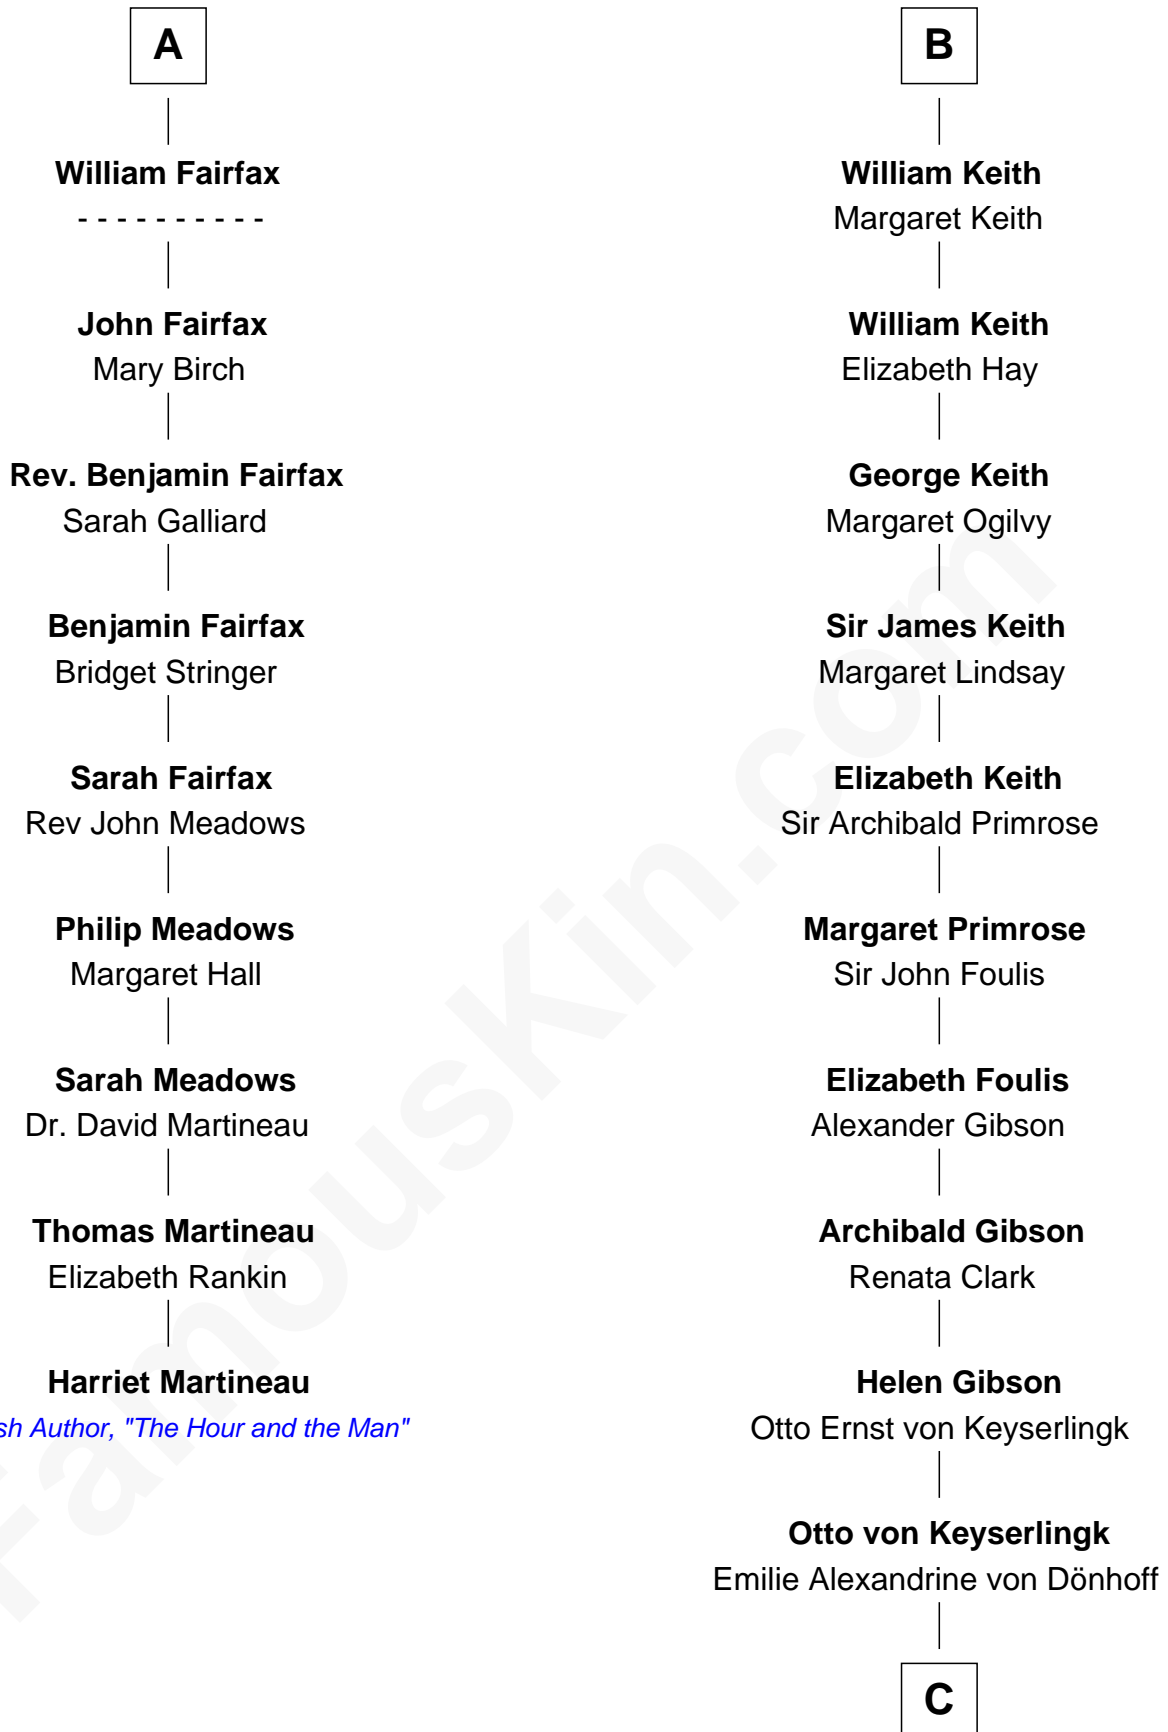 A
William Fairfax
- - - - - - - - - -
John Fairfax
Mary Birch
Rev. Benjamin Fairfax
Sarah Galliard
Benjamin Fairfax
Bridget Stringer
Sarah Fairfax
Rev John Meadows
Philip Meadows
Margaret Hall
Sarah Meadows
Dr. David Martineau
Thomas Martineau
Elizabeth Rankin
Harriet Martineau
sh Author, "The Hour and the Man"
B
William Keith
Margaret Keith
William Keith
Elizabeth Hay
George Keith
Margaret Ogilvy
Sir James Keith
Margaret Lindsay
Elizabeth Keith
Sir Archibald Primrose
Margaret Primrose
Sir John Foulis
Elizabeth Foulis
Alexander Gibson
Archibald Gibson
Renata Clark
Helen Gibson
Otto Ernst von Keyserlingk
Otto von Keyserlingk
Emilie Alexandrine von Dönhoff
C
FamousKin.com